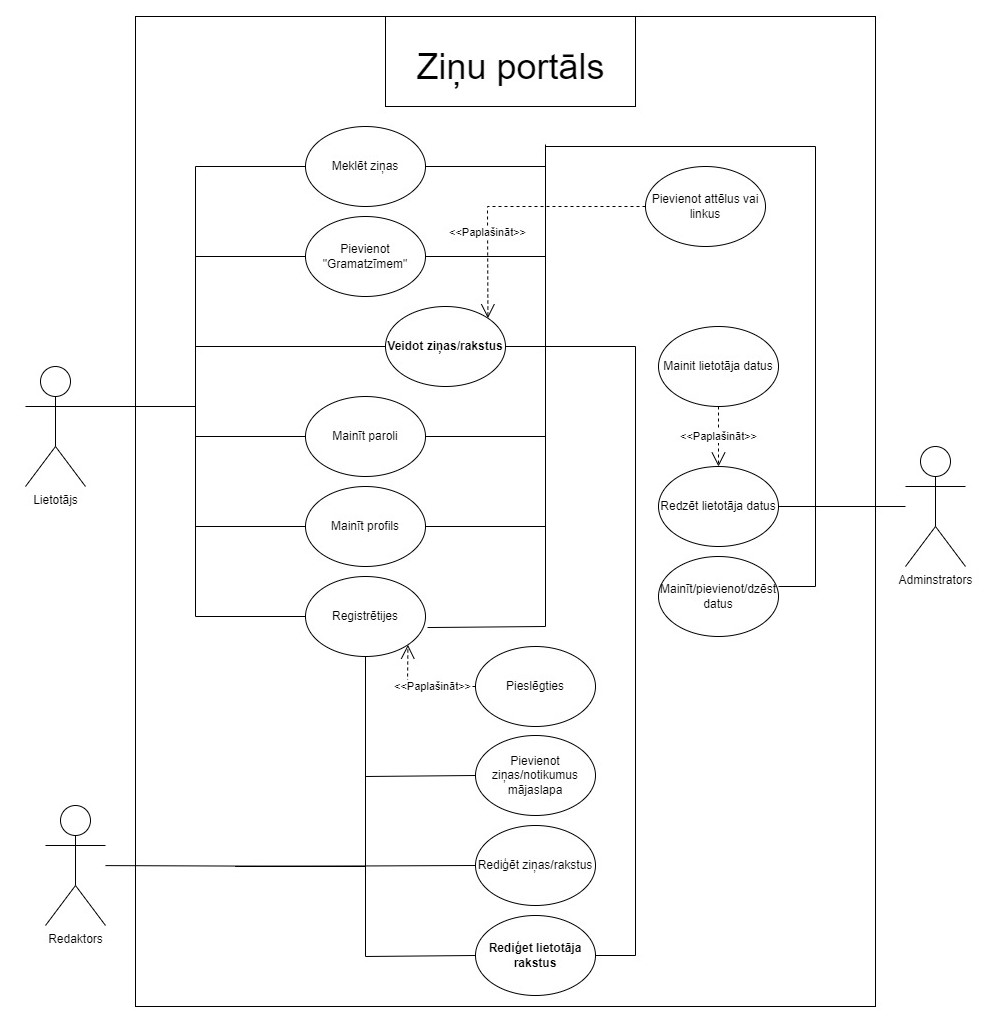 Ziņu portāls
Meklēt ziņas
Pievienot attēlus vai
linkus
<<Paplašināt>>
Pievienot
"Gramatzīmem"
Veidot ziņas/rakstus
Mainit lietotāja datus
<<Paplašināt>>
Mainīt paroli
Lietotājs
Redzēt lietotāja datus
Mainīt profils
Adminstrators
Mainīt/pievienot/dzēst
datus
Registrētijes
<<Paplašināt>>
Pieslēgties
Pievienot
ziņas/notikumus
mājaslapa
Rediģēt ziņas/rakstus
Redaktors
Rediģet lietotāja
rakstus